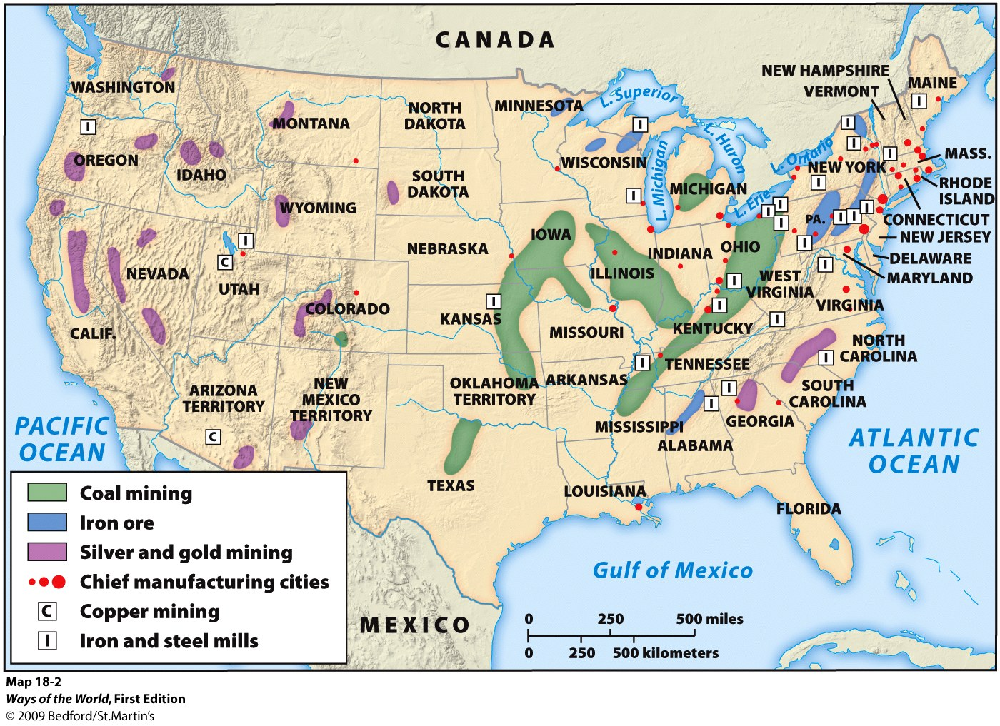 CANADA
NEW HAMPSHIRE
VERMONT
MAINE
WASHINGTON
MONTANA
NORTH
DAKOTA
MINNESOTA
L. Superior
I
I
I
I
OREGON
IDAHO
WISCONSIN
L. Michigan
L. Huron
L. Ontario
NEW YORK
I
I
MASS.
SOUTH
DAKOTA
MICHIGAN
I
I
RHODE
ISLAND
WYOMING
L. Erie
I
I
I
PA.
I
I
I
CONNECTICUT
NEW JERSEY
IOWA
NEBRASKA
I
C
UTAH
NEVADA
ILLINOIS
INDIANA
OHIO
I
I
DELAWARE
MARYLAND
WEST
VIRGINIA
I
VIRGINIA
I
CALIF.
COLORADO
KANSAS
I
MISSOURI
KENTUCKY
I
NORTH
CAROLINA
I
TENNESSEE
I
ARIZONA
TERRITORY
NEW
MEXICO
TERRITORY
OKLAHOMA
TERRITORY
ARKANSAS
I
I
SOUTH
CAROLINA
GEORGIA
MISSISSIPPI
ALABAMA
C
PACIFIC
OCEAN
ATLANTIC
OCEAN
TEXAS
LOUISIANA
FLORIDA
Gulf of Mexico
MEXICO
Coal mining
Iron ore
Silver and gold mining
Chief manufacturing cities
C Copper mining
I Iron and steel mills
0 250 500 miles
0 250 500 kilometers
Map 18-2
Ways of the World, First Edition
© 2009 Bedford/St.Martin's